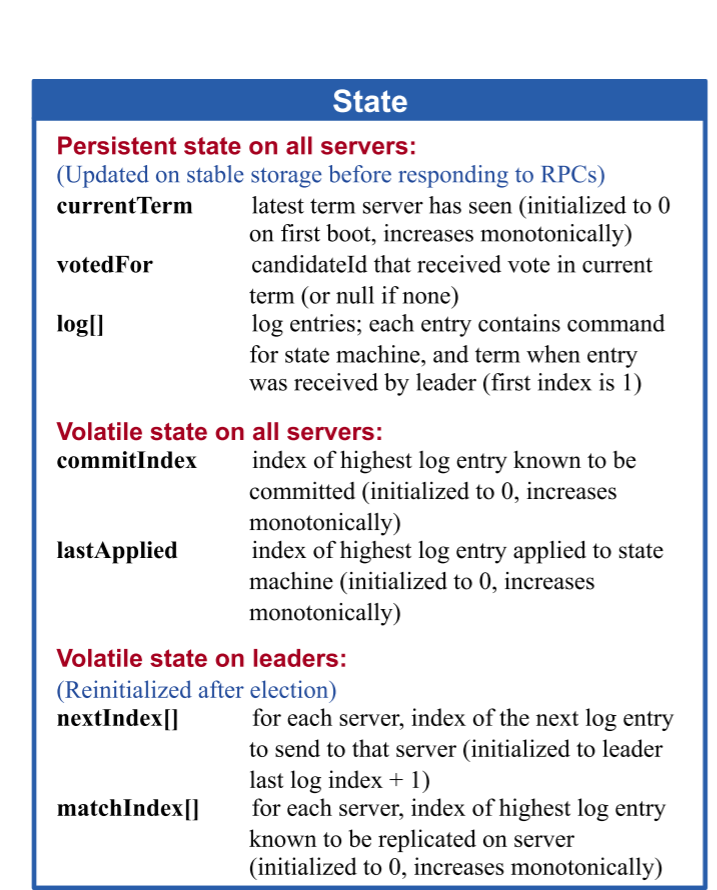 State
Persistent state on all servers:
(Updated on stable storage before responding to RPCs)
currentTerm latest term server has seen (initialized to 0
on first boot, increases monotonically)
votedFor candidateId that received vote in current
term (or null if none)
log[] log entries; each entry contains command
for state machine, and term when entry
was received by leader (first index is 1)
Volatile state on all servers:
commitIndex index of highest log entry known to be
committed (initialized to 0, increases
monotonically)
lastApplied index of highest log entry applied to state
machine (initialized to 0, increases
monotonically)
Volatile state on leaders:
(Reinitialized after election)
nextIndex[] for each server, index of the next log entry
to send to that server (initialized to leader
last log index + 1)
matchIndex[] for each server, index of highest log entry
known to be replicated on server
(initialized to 0, increases monotonically)